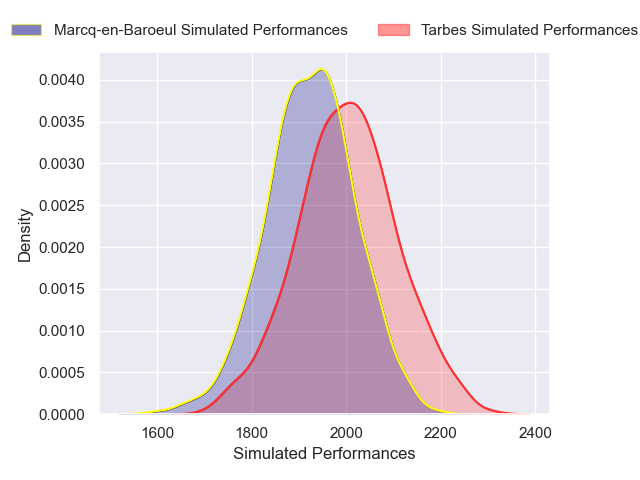 Marcq-en-Baroeul Simulated Performances
Tarbes Simulated Performances
0.0040
0.0035
0.0030
0.0025
0.0020
0.0015
0.0010
0.0005
0.0000
Density
1600 1800 2000 2200 2400
Simulated Performances